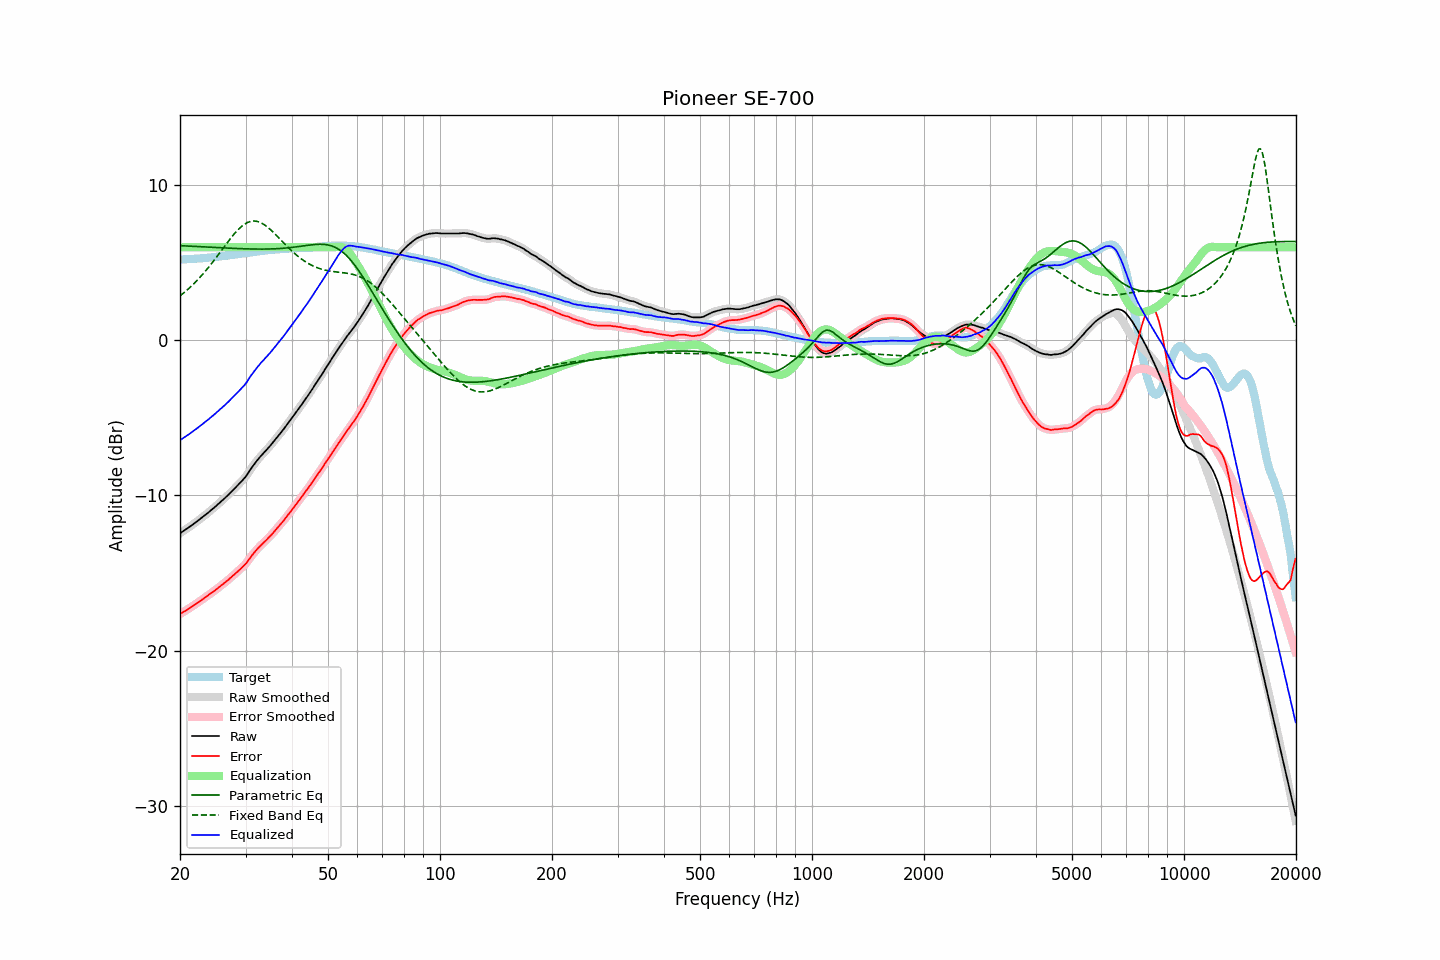 Pioneer SE-700
Amplitude (dBr)
10
0
−10
−20
−30
Target
Raw Smoothed
Error Smoothed
Raw
Error
Equalization
Parametric Eq
Fixed Band Eq
Equalized
20 50 100 200 500 1000 2000 5000 10000 20000
Frequency (Hz)